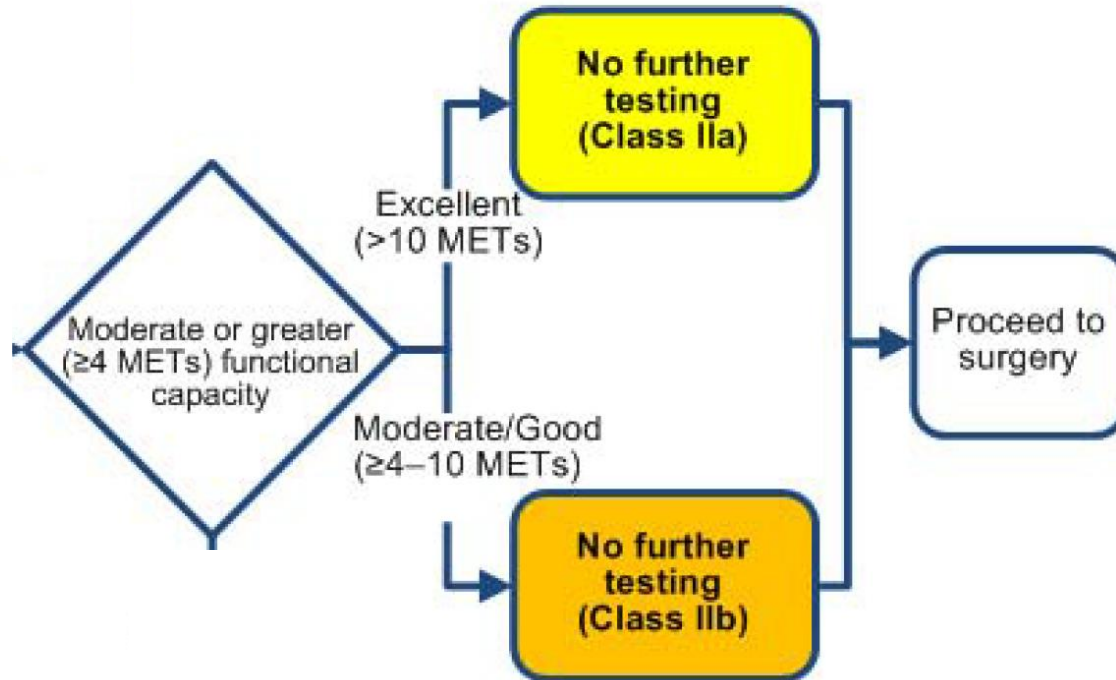 Moderate or greater
(≥4 METs) functional
capacity
Excellent
(>10 METs)
No further
testing
(Class IIa)
Moderate/Good
(≥4–10 METs)
No further
testing
(Class IIb)
Proceed to
surgery